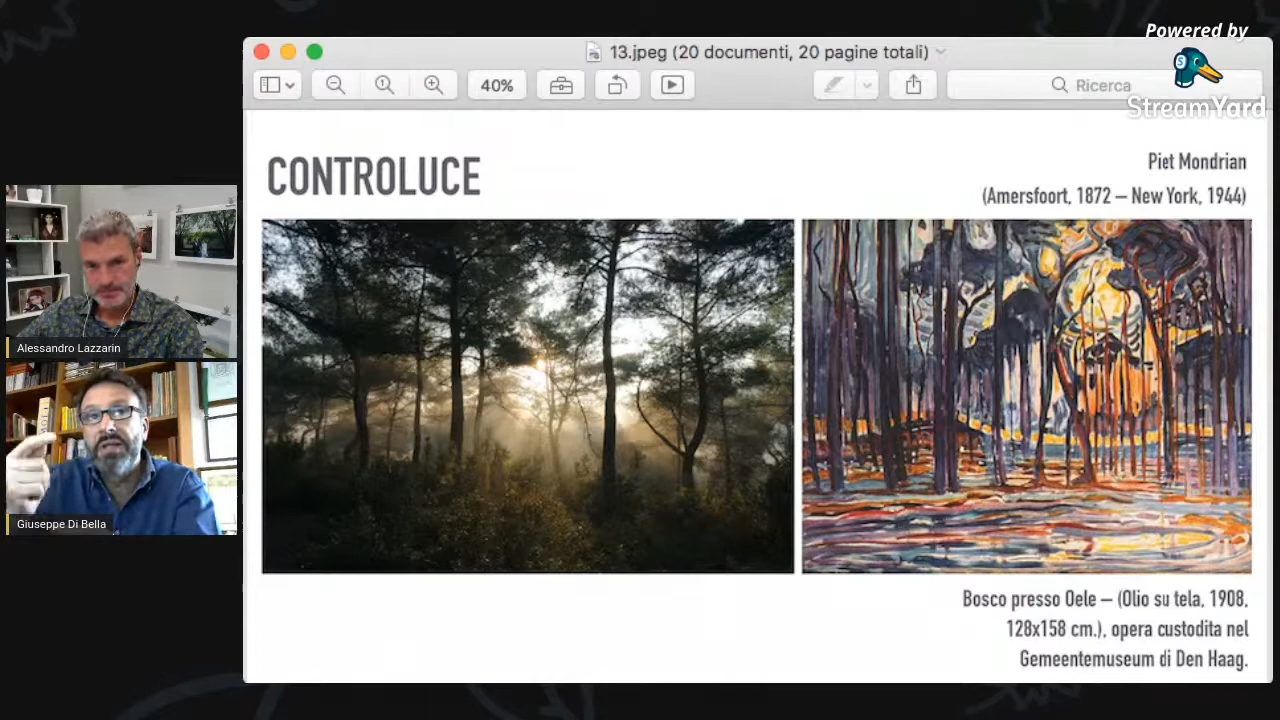 Powered by
StreamYard
13.jpeg (20 documenti, 20 pagine totali)
40%
Ricerca
CONTROLUCE
Piet Mondrian
(Amersfoort, 1872 – New York, 1944)
Alessandro Lazzarin
Giuseppe Di Bella
Bosco presso Oele – (Olio su tela, 1908,
128x158 cm.), opera custodita nel
Gemeentemuseum di Den Haag.